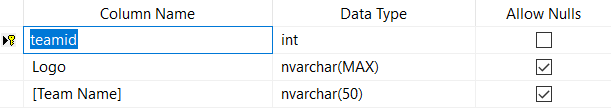 Column Name Data Type Allow Nulls
teamid int
Logo nvarchar(MAX)
[Team Name] nvarchar(50)